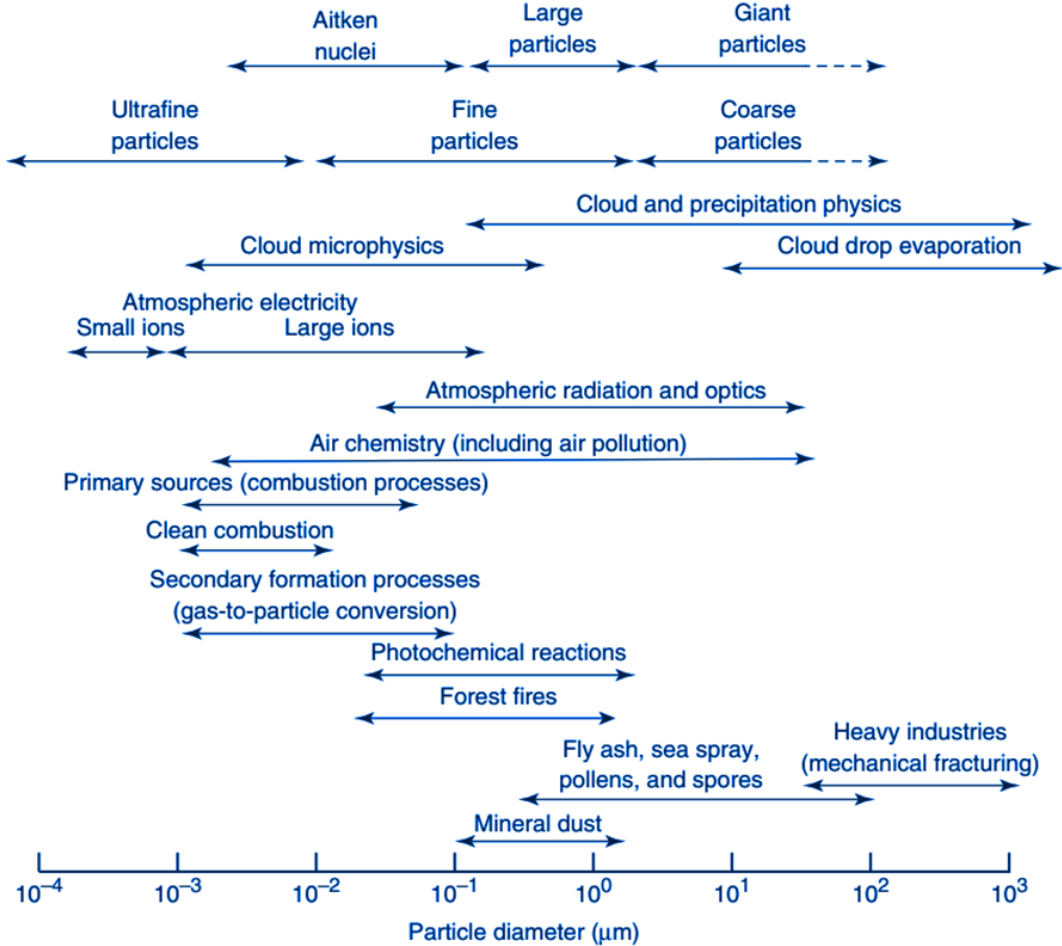 Aitken
nuclei
Large
particles
Giant
particles
Ultrafine
particles
Fine
particles
Coarse
particles
Cloud and precipitation physics
Cloud microphysics
Cloud drop evaporation
Atmospheric electricity
Small ions
Large ions
Atmospheric radiation and optics
Air chemistry (including air pollution)
Primary sources (combustion processes)
Clean combustion
Secondary formation processes
(gas-to-particle conversion)
Photochemical reactions
Forest fires
Heavy industries
(mechanical fracturing)
Fly ash, sea spray,
pollens, and spores
Mineral dust
10⁻⁴ 10⁻³ 10⁻² 10⁻¹ 10⁰ 10¹ 10² 10³
Particle diameter (μm)